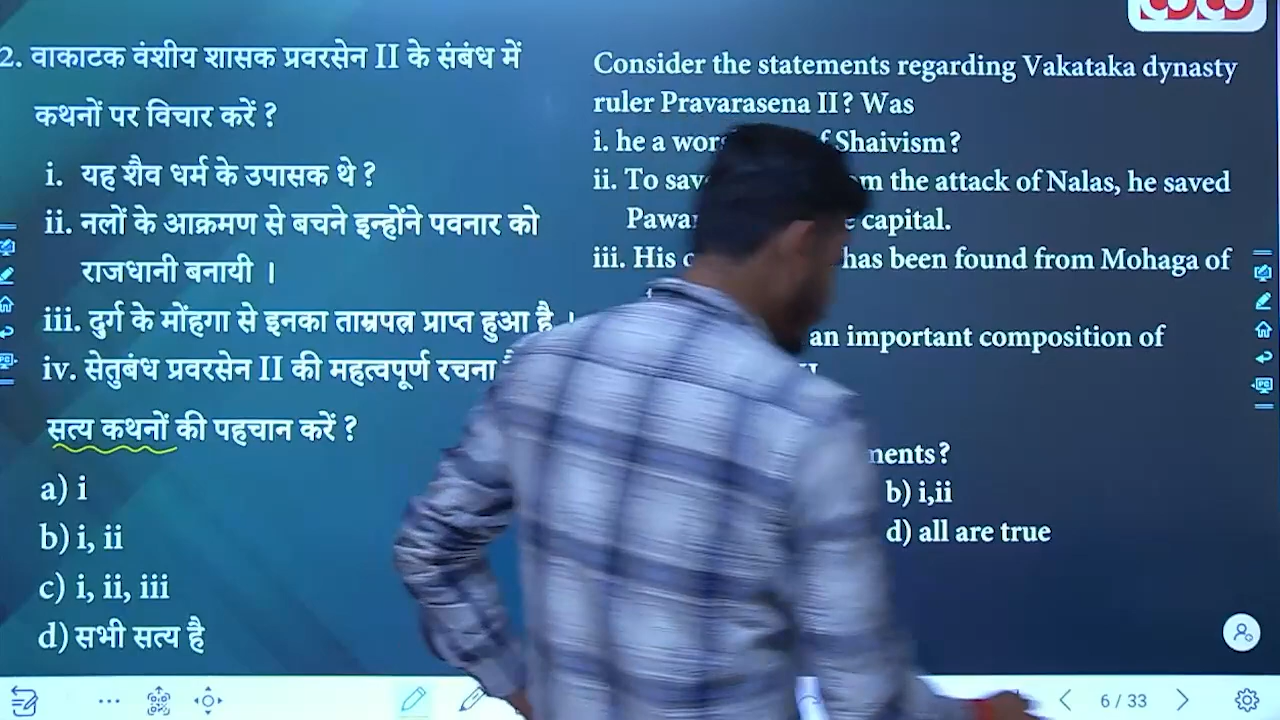 2. वाकाटक वंशीय शासक प्रवरसेन II के संबंध में
कथनों पर विचार करें ?
i. यह शैव धर्म के उपासक थे ?
ii. नलों के आक्रमण से बचने इन्होंने पवनार को
राजधानी बनायी ।
iii. दुर्ग के मोंहगा से इनका ताम्रपत्र प्राप्त हुआ है ।
iv. सेतुबंध प्रवरसेन II की महत्वपूर्ण रचना
सत्य कथनों की पहचान करें ?
a) i
b) i, ii
c) i, ii, iii
d) सभी सत्य है
Consider the statements regarding Vakataka dynasty
ruler Pravarasena II? Was
i. he a Shaivism?
ii. To the attack of Nalas, he saved
capital.
iii. His has been found from Mohaga of
an important composition of
b) i,ii
d) all are true
6 / 33